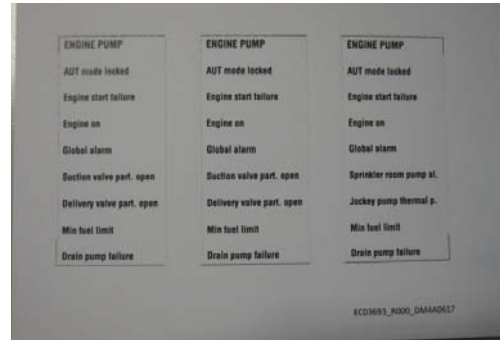 ENGINE PUMP
AUT mode locked
Engine start failure
Engine on
Global alarm
Suction valve part. open
Delivery valve part. open
Min fuel limit
Drain pump failure
ENGINE PUMP
AUT mode locked
Engine start failure
Engine on
Global alarm
Suction valve part. open
Delivery valve part. open
Min fuel limit
Drain pump failure
ENGINE PUMP
AUT mode locked
Engine start failure
Engine on
Global alarm
Sprinkler room pump al.
Jockey pump thermal p.
Min fuel limit
Drain pump failure
ECD3693_R000_DM4A0617